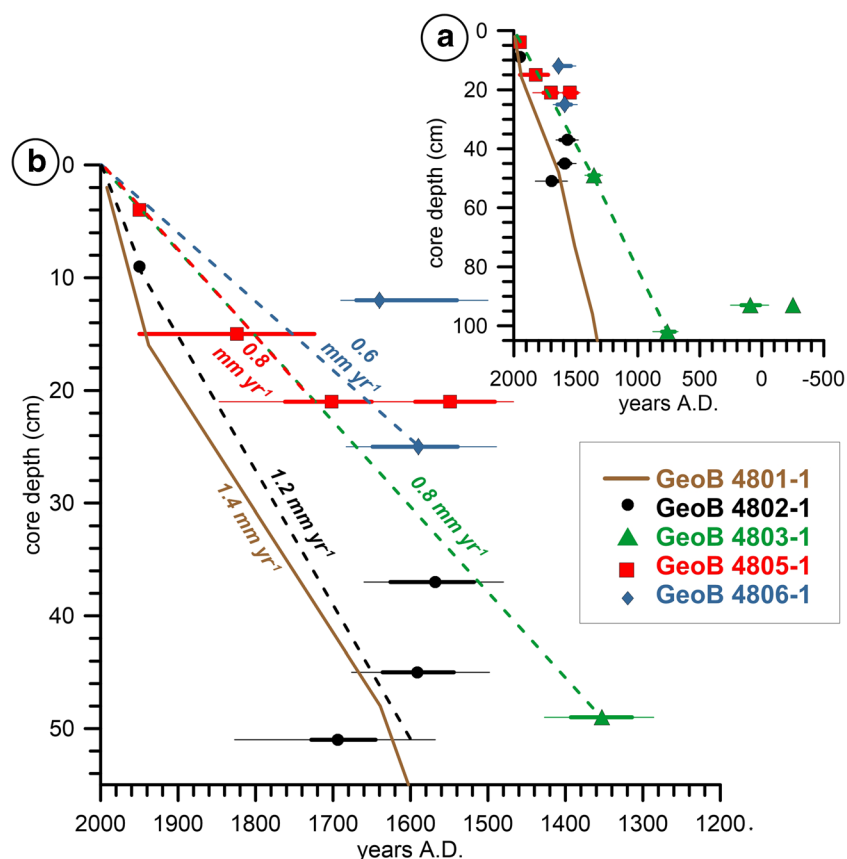 a
0
20
40
60
80
100
core depth (cm)
2000 1500 1000 500 0 -500
years A.D.
b
0
10
20
30
40
50
core depth (cm)
0.8
mm yr⁻¹
0.6
mm yr⁻¹
0.8 mm yr⁻¹
1.2 mm yr⁻¹
1.4 mm yr⁻¹
GeoB 4801-1
GeoB 4802-1
GeoB 4803-1
GeoB 4805-1
GeoB 4806-1
2000 1900 1800 1700 1600 1500 1400 1300 1200.
years A.D.